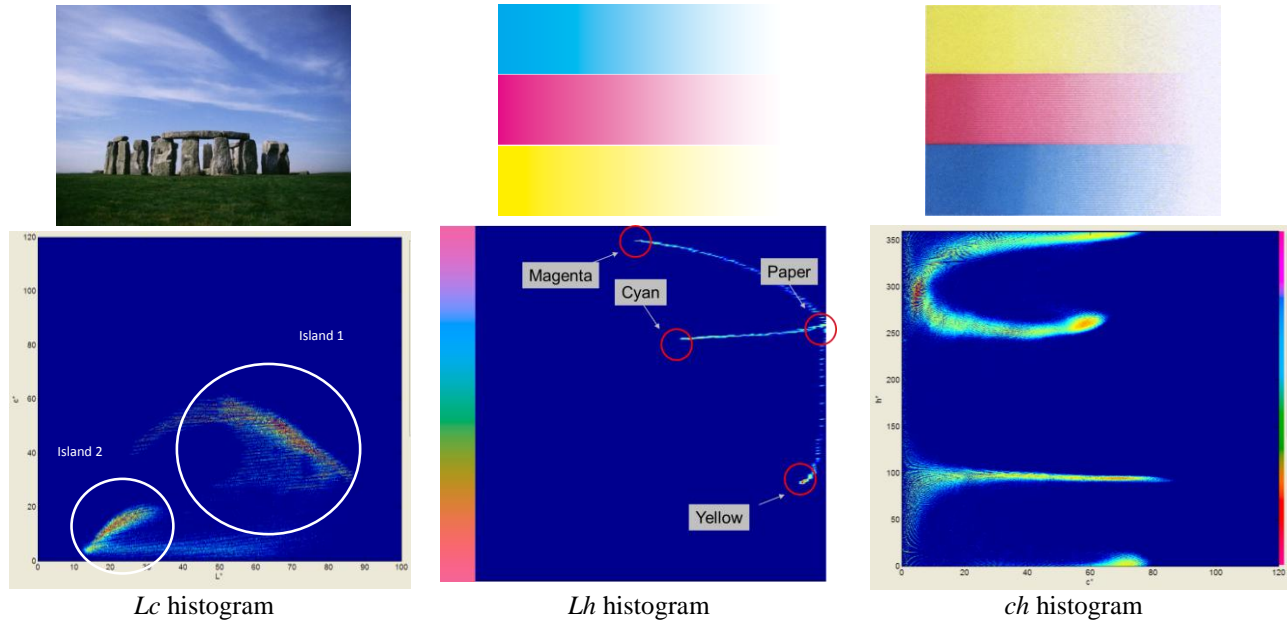 Island 1
Island 2
120
100
80
60
40
20
0
c*
0 10 20 30 40 50 60 70 80 90 100
L*
Lc histogram
Magenta
Cyan
Paper
Yellow
Lh histogram
350
300
250
200
150
100
50
0
h*
0 20 40 60 80 100 120
c*
ch histogram